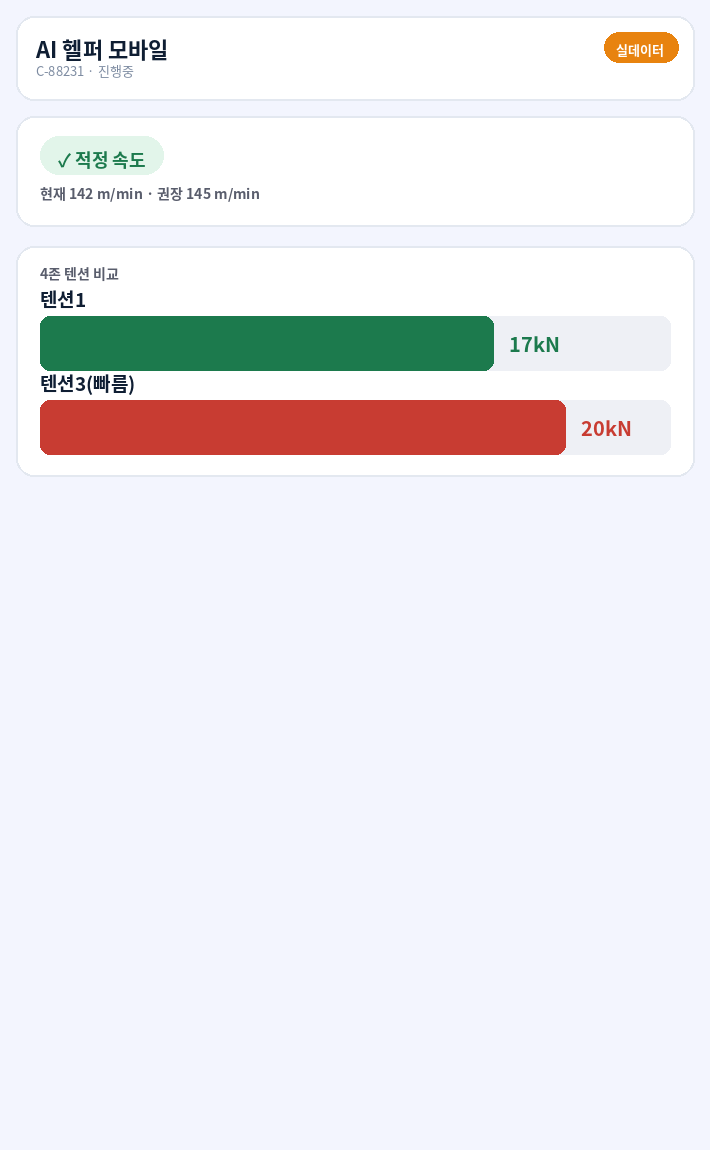 AI 헬퍼 모바일
실데이터
C-88231 · 진행중
✓ 적정 속도
현재 142 m/min · 권장 145 m/min
4존 텐션 비교
텐션1
17kN
텐션3(빠름)
20kN